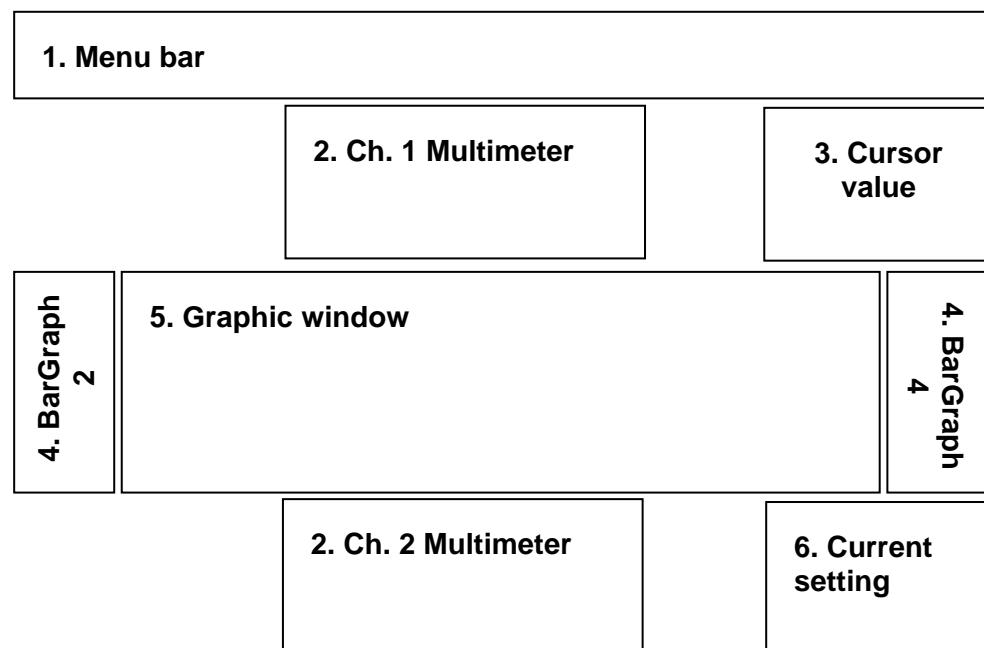 1. Menu bar
2. Ch. 1 Multimeter
3. Cursor
value
4. BarGraph
2
5. Graphic window
4. BarGraph
4
2. Ch. 2 Multimeter
6. Current
setting